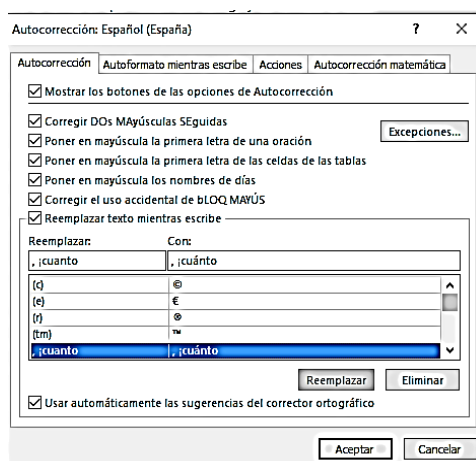 Autocorrección: Español (España) ? ×
Autocorrección Autoformato mientras escribe Acciones Autocorrección matemática
Mostrar los botones de las opciones de Autocorrección
Corregir DOs MAyúsculas SEguidas
Excepciones...
Poner en mayúscula la primera letra de una oración
Poner en mayúscula la primera letra de las celdas de las tablas
Poner en mayúscula los nombres de días
Corregir el uso accidental de bLOQ MAYÚS
Reemplazar texto mientras escribe
Reemplazar: Con:
, ¡cuanto , ¡cuánto
(c) ©
(e) €
(r) ®
(tm) ™
, ¡cuanto , ¡cuánto
Reemplazar Eliminar
Usar automáticamente las sugerencias del corrector ortográfico
Aceptar Cancelar